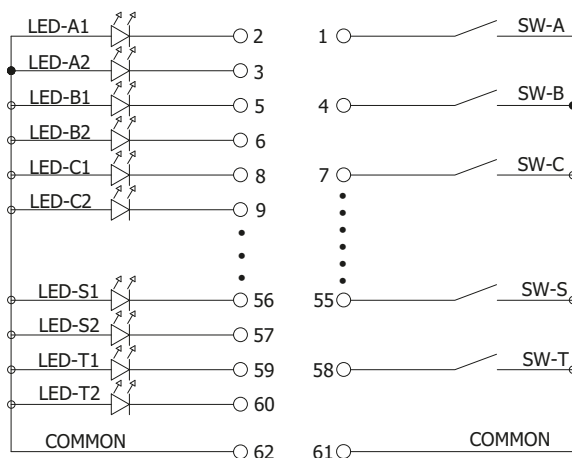 LED-A1 2 1 SW-A
LED-A2 3
LED-B1 5 4 SW-B
LED-B2 6
LED-C1 8 7 SW-C
LED-C2 9
LED-S1 56 55 SW-S
LED-S2 57
LED-T1 59 58 SW-T
LED-T2 60
COMMON 62 61 COMMON